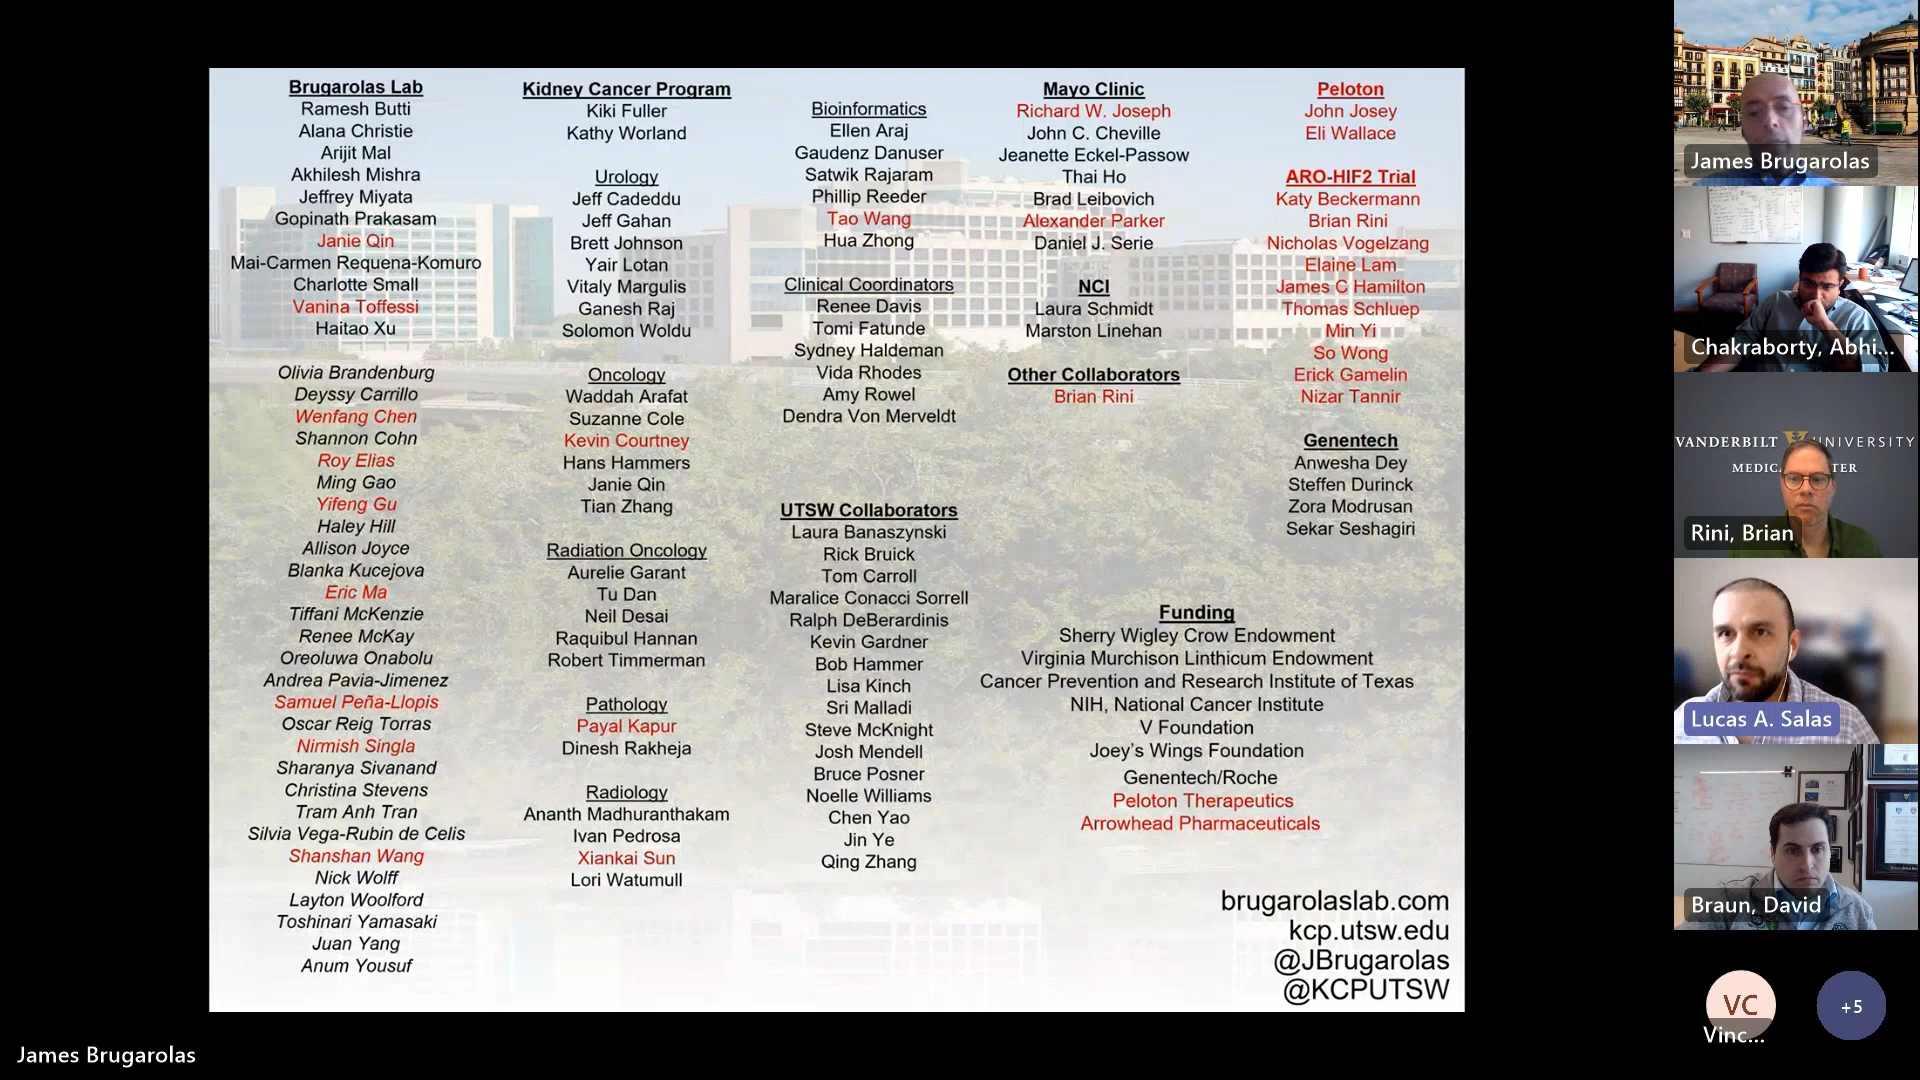 Brugarolas Lab
Ramesh Butti
Alana Christie
Arijit Mal
Akhilesh Mishra
Jeffrey Miyata
Gopinath Prakasam
Janie Qin
Mai-Carmen Requena-Komuro
Charlotte Small
Vanina Toffessi
Haitao Xu
Olivia Brandenburg
Deyssy Carrillo
Wenfang Chen
Shannon Cohn
Roy Elias
Ming Gao
Yifeng Gu
Haley Hill
Allison Joyce
Blanka Kucejova
Eric Ma
Tiffani McKenzie
Renee McKay
Oreoluwa Onabolu
Andrea Pavia-Jimenez
Samuel Peña-Llopis
Oscar Reig Torras
Nirmish Singla
Sharanya Sivanand
Christina Stevens
Tram Anh Tran
Silvia Vega-Rubin de Celis
Shanshan Wang
Nick Wolff
Layton Woolford
Toshinari Yamasaki
Juan Yang
Anum Yousuf
Kidney Cancer Program
Kiki Fuller
Kathy Worland
Urology
Jeff Cadeddu
Jeff Gahan
Brett Johnson
Yair Lotan
Vitaly Margulis
Ganesh Raj
Solomon Woldu
Oncology
Waddah Arafat
Suzanne Cole
Kevin Courtney
Hans Hammers
Janie Qin
Tian Zhang
Radiation Oncology
Aurelie Garant
Tu Dan
Neil Desai
Raquibul Hannan
Robert Timmerman
Pathology
Payal Kapur
Dinesh Rakheja
Radiology
Ananth Madhuranthakam
Ivan Pedrosa
Xiankai Sun
Lori Watumull
Bioinformatics
Ellen Araj
Gaudenz Danuser
Satwik Rajaram
Phillip Reeder
Tao Wang
Hua Zhong
Clinical Coordinators
Renee Davis
Tomi Fatunde
Sydney Haldeman
Vida Rhodes
Amy Rowel
Dendra Von Merveldt
UTSW Collaborators
Laura Banaszynski
Rick Bruick
Tom Carroll
Maralice Conacci Sorrell
Ralph DeBerardinis
Kevin Gardner
Bob Hammer
Lisa Kinch
Sri Malladi
Steve McKnight
Josh Mendell
Bruce Posner
Noelle Williams
Chen Yao
Jin Ye
Qing Zhang
Mayo Clinic
Richard W. Joseph
John C. Cheville
Jeanette Eckel-Passow
Thai Ho
Brad Leibovich
Alexander Parker
Daniel J. Serie
NCI
Laura Schmidt
Marston Linehan
Other Collaborators
Brian Rini
Peloton
John Josey
Eli Wallace
ARO-HIF2 Trial
Katy Beckermann
Brian Rini
Nicholas Vogelzang
Elaine Lam
James C Hamilton
Thomas Schluep
Min Yi
So Wong
Erick Gamelin
Nizar Tannir
Genentech
Anwesha Dey
Steffen Durinck
Zora Modrusan
Sekar Seshagiri
Funding
Sherry Wigley Crow Endowment
Virginia Murchison Linthicum Endowment
Cancer Prevention and Research Institute of Texas
NIH, National Cancer Institute
V Foundation
Joey's Wings Foundation
Genentech/Roche
Peloton Therapeutics
Arrowhead Pharmaceuticals
brugarolaslab.com
kcp.utsw.edu
@JBrugarolas
@KCPUTSW
James Brugarolas
Chakraborty, Abhi...
VANDERBILT UNIVERSITY
Rini, Brian
Lucas A. Salas
Braun, David
VC
+5
Vinc...
James Brugarolas